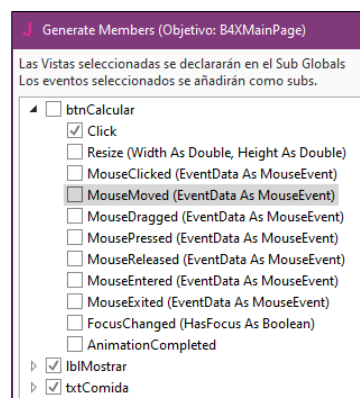 J Generate Members (Objetivo: B4XMainPage)
Las Vistas seleccionadas se declararán en el Sub Globals
Los eventos seleccionados se añadirán como subs.
btnCalcular
Click
Resize (Width As Double, Height As Double)
MouseClicked (EventData As MouseEvent)
MouseMoved (EventData As MouseEvent)
MouseDragged (EventData As MouseEvent)
MousePressed (EventData As MouseEvent)
MouseReleased (EventData As MouseEvent)
MouseEntered (EventData As MouseEvent)
MouseExited (EventData As MouseEvent)
FocusChanged (HasFocus As Boolean)
AnimationCompleted
lblMostrar
txtComida